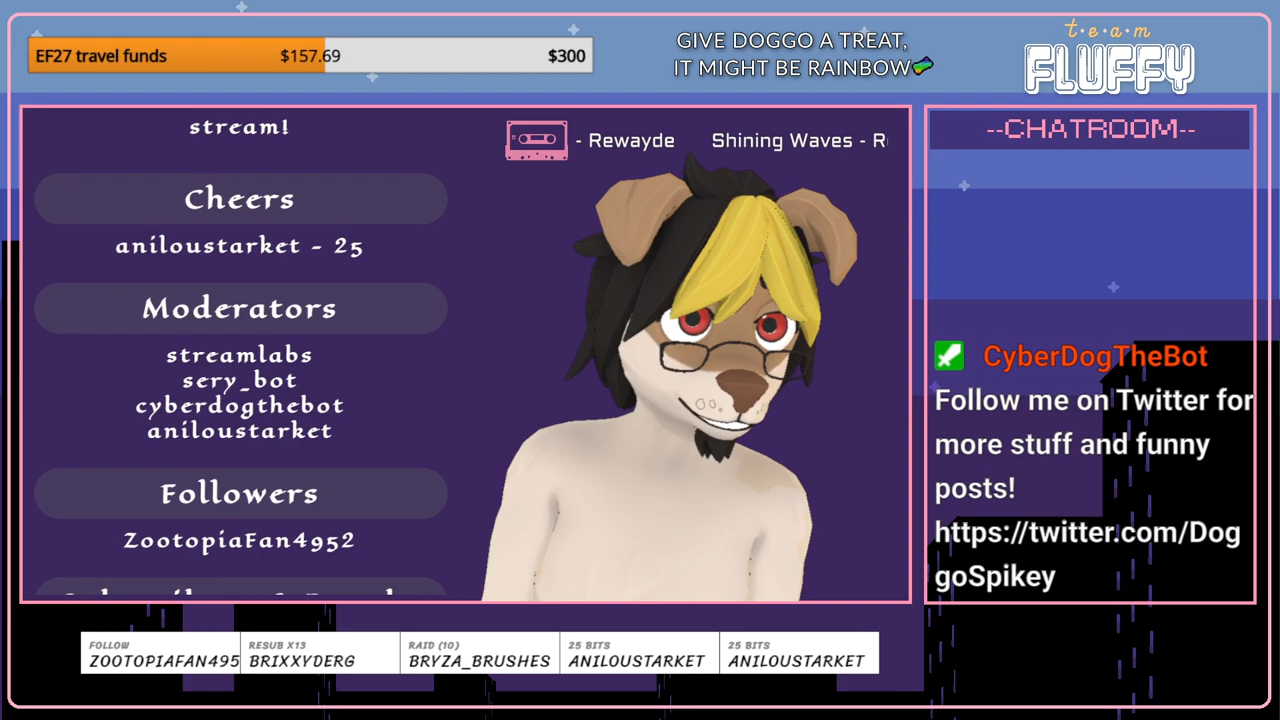 EF27 travel funds $157.69 $300
GIVE DOGGO A TREAT,
IT MIGHT BE RAINBOW
t·e·a·m
FLUFFY
stream!
Cheers
aniloustarket - 25
Moderators
streamlabs
sery_bot
cyberdogthebot
aniloustarket
Followers
ZootopiaFan4952
- Rewayde Shining Waves - R
--CHATROOM--
CyberDogTheBot
Follow me on Twitter for
more stuff and funny
posts!
https://twitter.com/Dog
goSpikey
FOLLOW
ZOOTOPIAFAN495
RESUB X13
BRIXXYDERG
RAID (10)
BRYZA_BRUSHES
25 BITS
ANILOUSTARKET
25 BITS
ANILOUSTARKET